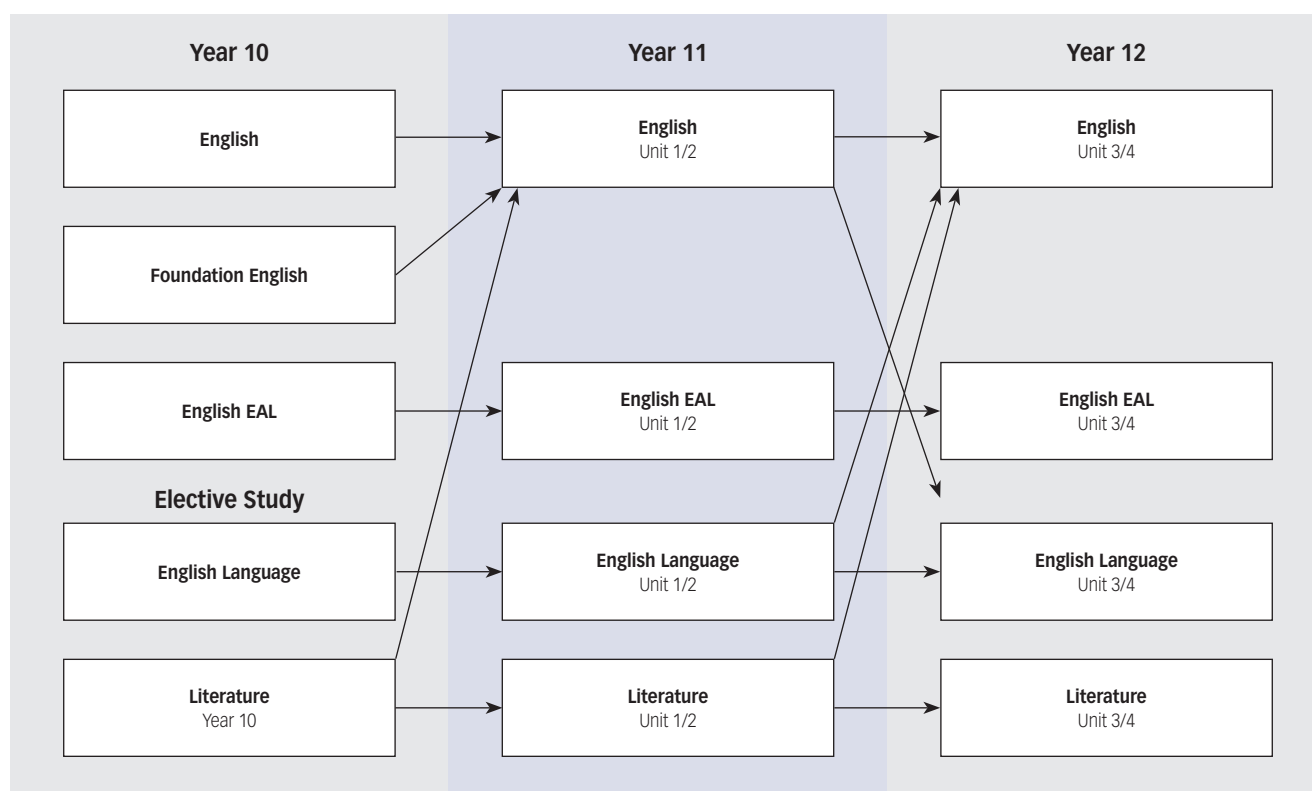 Year 10
Year 11
Year 12
English
English
Unit 1/2
English
Unit 3/4
Foundation English
English EAL
English EAL
Unit 1/2
English EAL
Unit 3/4
Elective Study
English Language
English Language
Unit 1/2
English Language
Unit 3/4
Literature
Year 10
Literature
Unit 1/2
Literature
Unit 3/4